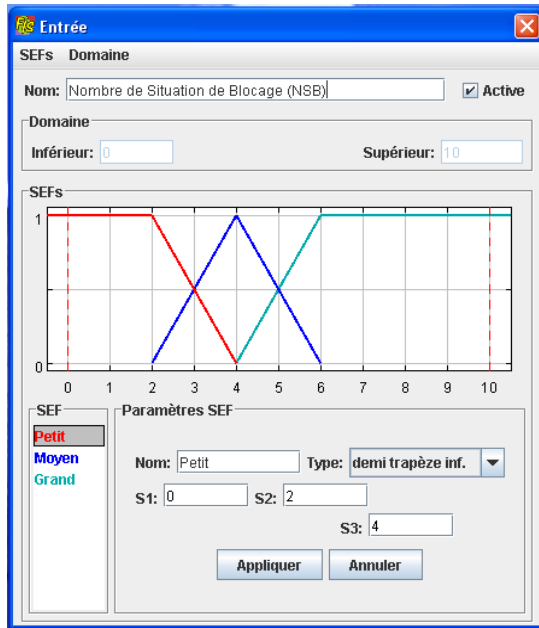 FIS Entrée
SEFs Domaine
Nom: Nombre de Situation de Blocage (NSB) Active
Domaine
Inférieur: 0 Supérieur: 10
SEFs
1
0
0 1 2 3 4 5 6 7 8 9 10
SEF Paramètres SEF
Petit
Moyen Nom: Petit Type: demi trapèze inf.
Grand
S1: 0 S2: 2
S3: 4
Appliquer Annuler